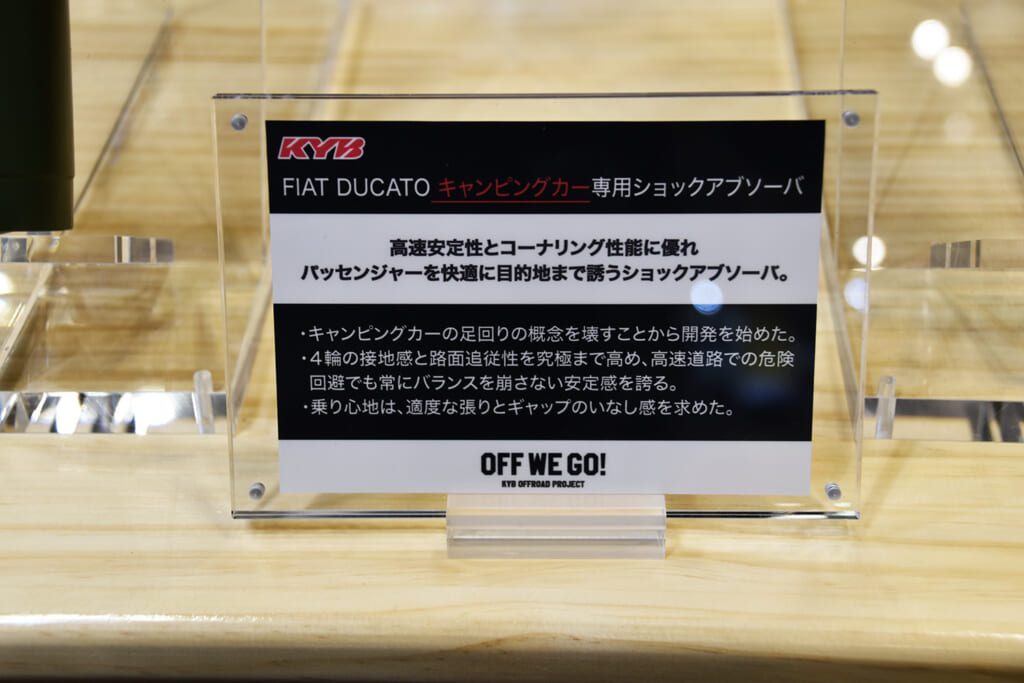 KYB
FIAT DUCATO キャンピングカー専用ショックアブソーバ
高速安定性とコーナリング性能に優れ
パッセンジャーを快適に目的地まで誘うショックアブソーバ。
・キャンピングカーの足回りの概念を壊すことから開発を始めた。
・4輪の接地感と路面追従性を究極まで高め、高速道路での危険
回避でも常にバランスを崩さない安定感を誇る。
・乗り心地は、適度な張りとギャップのいなし感を求めた。
OFF WE GO!
KYB OFFROAD PROJECT